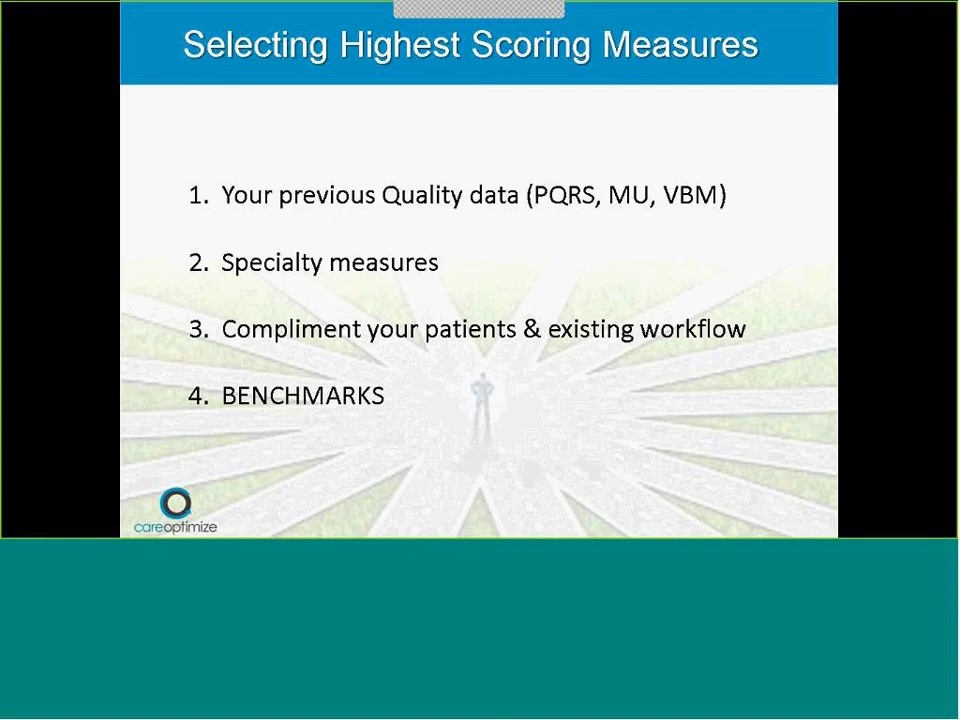 Selecting Highest Scoring Measures
1. Your previous Quality data (PQRS, MU, VBM)
2. Specialty measures
3. Compliment your patients & existing workflow
4. BENCHMARKS
careoptimize